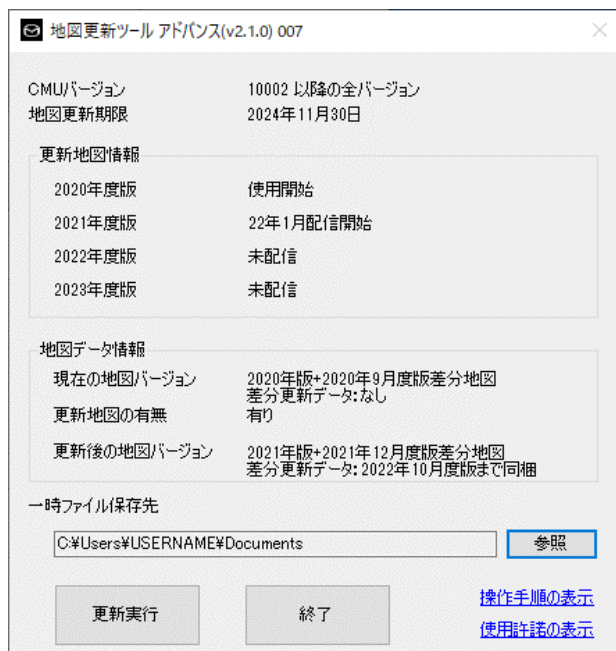 地図更新ツール アドバンス(v2.1.0) 007
CMUバージョン 10002 以降の全バージョン
地図更新期限 2024年11月30日
更新地図情報
2020年度版 使用開始
2021年度版 22年1月配信開始
2022年度版 未配信
2023年度版 未配信
地図データ情報
現在の地図バージョン 2020年版+2020年9月度版差分地図
差分更新データ:なし
更新地図の有無 有り
更新後の地図バージョン 2021年版+2021年12月度版差分地図
差分更新データ:2022年10月度版まで同梱
一時ファイル保存先
C:¥Users¥USERNAME¥Documents 参照
更新実行 終了 操作手順の表示
使用許諾の表示